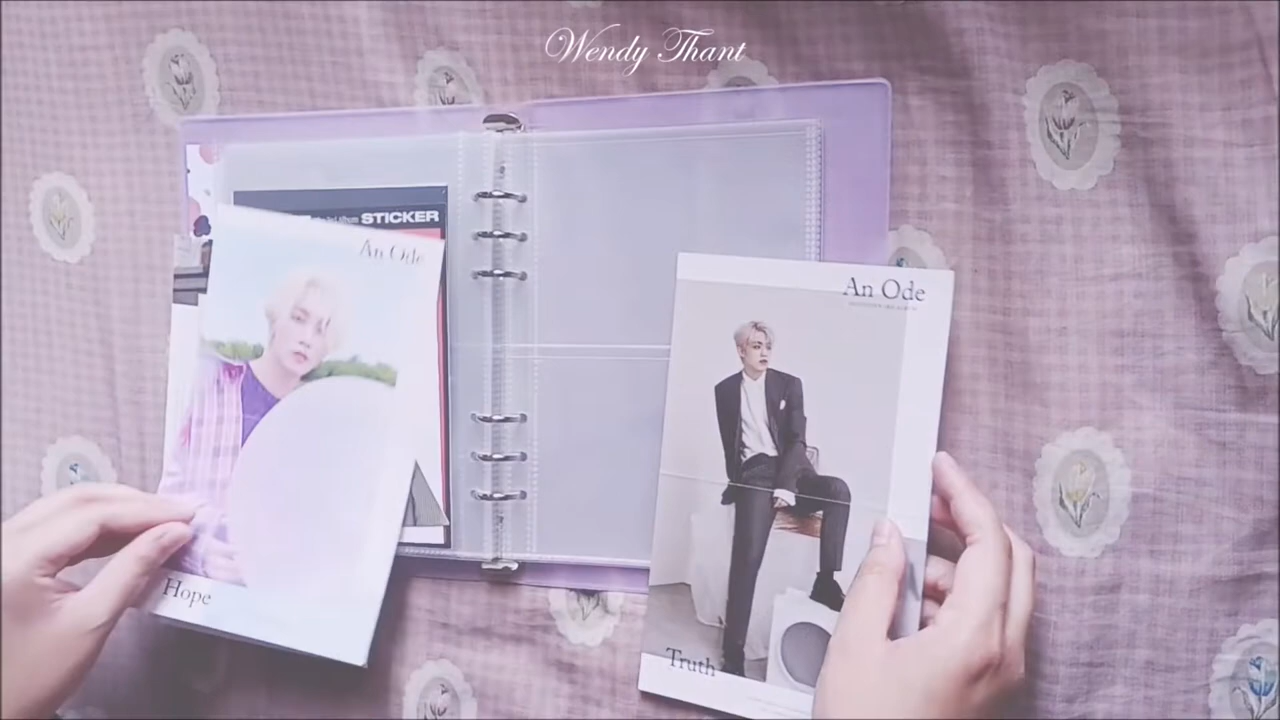 Wendy Thant
STICKER
An Ode
Hope
An Ode
Truth